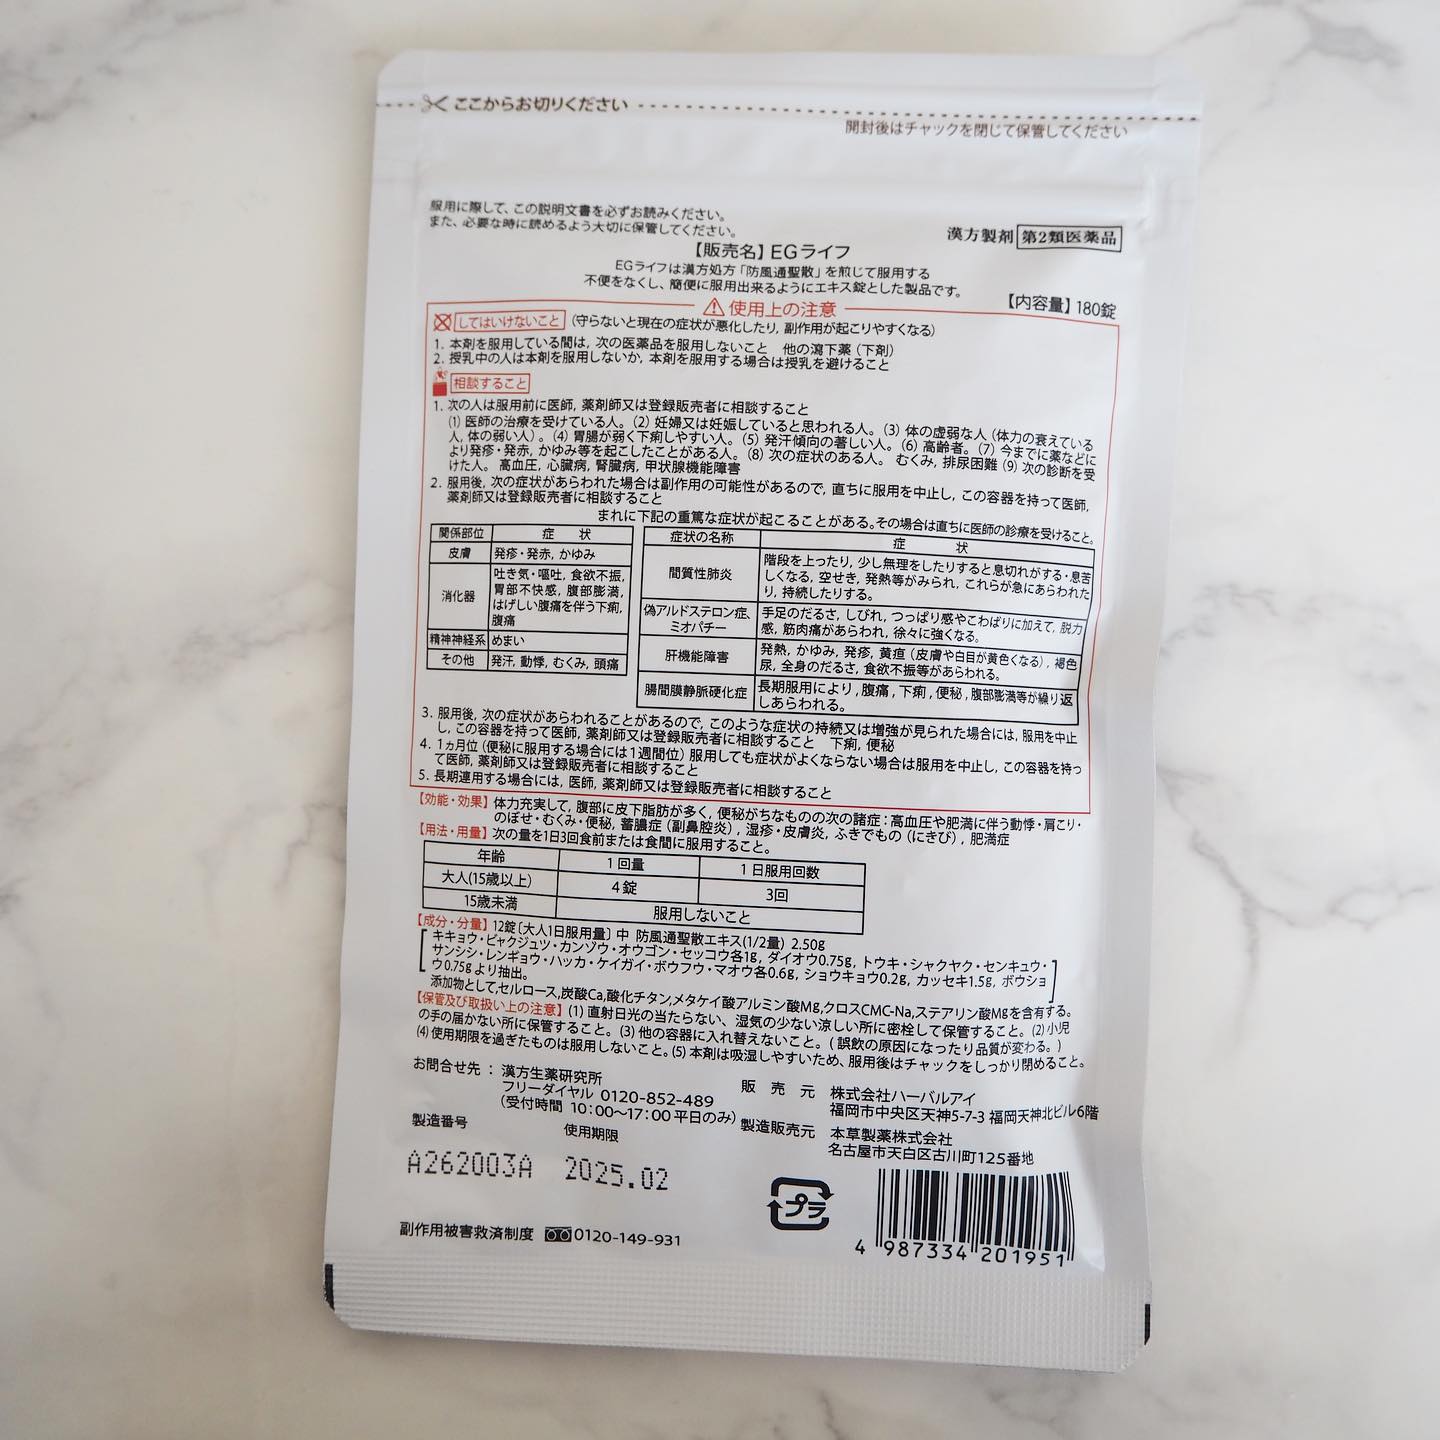 ここからお切りください
開封後はチャックを閉じて保管してください
服用に際して、この説明文書を必ずお読みください。
また、必要な時に読めるよう大切に保管してください。
漢方製剤 第2類医薬品
【販売名】EGライフ
EGライフは漢方処方「防風通聖散」を煎じて服用する
不便をなくし、簡便に服用出来るようにエキス錠とした製品です。
【内容量】180錠
使用上の注意
してはいけないこと (守らないと現在の症状が悪化したり, 副作用が起こりやすくなる)
1. 本剤を服用している間は, 次の医薬品を服用しないこと 他の瀉下薬(下剤)
2. 授乳中の人は本剤を服用しないか, 本剤を服用する場合は授乳を避けること
相談すること
1. 次の人は服用前に医師, 薬剤師又は登録販売者に相談すること
(1) 医師の治療を受けている人。(2) 妊婦又は妊娠していると思われる人。(3) 体の虚弱な人(体力の衰えている
人, 体の弱い人)。(4) 胃腸が弱く下痢しやすい人。(5) 発汗傾向の著しい人。(6) 高齢者。(7) 今までに薬などに
より発疹・発赤, かゆみ等を起こしたことがある人。(8) 次の症状のある人。 むくみ, 排尿困難 (9) 次の診断を受
けた人。 高血圧, 心臓病, 腎臓病, 甲状腺機能障害
2. 服用後, 次の症状があらわれた場合は副作用の可能性があるので, 直ちに服用を中止し, この容器を持って医師,
薬剤師又は登録販売者に相談すること
まれに下記の重篤な症状が起こることがある。その場合は直ちに医師の診療を受けること。
関係部位 症 状
皮膚 発疹・発赤, かゆみ
消化器 吐き気・嘔吐, 食欲不振,
胃部不快感, 腹部膨満,
はげしい腹痛を伴う下痢,
腹痛
精神神経系 めまい
その他 発汗, 動悸, むくみ, 頭痛
症状の名称 症 状
間質性肺炎 階段を上ったり, 少し無理をしたりすると息切れがする・息苦
しくなる, 空せき, 発熱等がみられ, これらが急にあらわれた
り, 持続したりする。
偽アルドステロン症、
ミオパチー 手足のだるさ, しびれ, つっぱり感やこわばりに加えて, 脱力
感, 筋肉痛があらわれ, 徐々に強くなる。
肝機能障害 発熱, かゆみ, 発疹, 黄疸(皮膚や白目が黄色くなる), 褐色
尿, 全身のだるさ, 食欲不振等があらわれる。
腸間膜静脈硬化症 長期服用により, 腹痛, 下痢, 便秘, 腹部膨満等が繰り返
しあらわれる。
3. 服用後, 次の症状があらわれることがあるので, このような症状の持続又は増強が見られた場合には, 服用を中止
し, この容器を持って医師, 薬剤師又は登録販売者に相談すること 下痢, 便秘
4. 1ヵ月位(便秘に服用する場合には1週間位)服用しても症状がよくならない場合は服用を中止し, この容器を持っ
て医師, 薬剤師又は登録販売者に相談すること
5. 長期連用する場合には, 医師, 薬剤師又は登録販売者に相談すること
【効能・効果】体力充実して, 腹部に皮下脂肪が多く, 便秘がちなものの次の諸症:高血圧や肥満に伴う動悸・肩こり・
のぼせ・むくみ・便秘, 蓄膿症(副鼻腔炎), 湿疹・皮膚炎, ふきでもの(にきび), 肥満症
【用法・用量】次の量を1日3回食前または食間に服用すること。
年齢 1回量 1日服用回数
大人(15歳以上) 4錠 3回
15歳未満 服用しないこと
【成分・分量】12錠〔大人1日服用量〕中 防風通聖散エキス(1/2量) 2.50g
キキョウ・ビャクジュツ・カンゾウ・オウゴン・セッコウ各1g, ダイオウ0.75g, トウキ・シャクヤク・センキュウ・
サンシシ・レンギョウ・ハッカ・ケイガイ・ボウフウ・マオウ各0.6g, ショウキョウ0.2g, カッセキ1.5g, ボウショ
ウ0.75gより抽出。
添加物として,セルロース,炭酸Ca,酸化チタン,メタケイ酸アルミン酸Mg,クロスCMC-Na,ステアリン酸Mgを含有する。
【保管及び取扱い上の注意】(1) 直射日光の当たらない、湿気の少ない涼しい所に密栓して保管すること。(2)小児
の手の届かない所に保管すること。(3) 他の容器に入れ替えないこと。(誤飲の原因になったり品質が変わる。)
(4) 使用期限を過ぎたものは服用しないこと。(5) 本剤は吸湿しやすいため、服用後はチャックをしっかり閉めること。
お問合せ先: 漢方生薬研究所
フリーダイヤル 0120-852-489
(受付時間 10:00〜17:00 平日のみ)
販 売 元 株式会社ハーバルアイ
福岡市中央区天神5-7-3 福岡天神北ビル6階
製造販売元 本草製薬株式会社
名古屋市天白区古川町125番地
製造番号 使用期限
A262003A 2025.02
プラ
副作用被害救済制度 0120-149-931
4 987334 201951